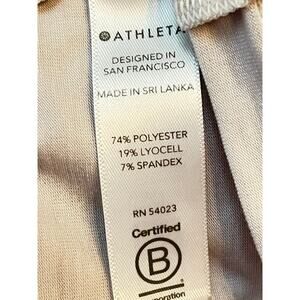 ATHLETA
DESIGNED IN
SAN FRANCISCO
MADE IN SRI LANKA
74% POLYESTER
19% LYOCELL
7% SPANDEX
RN 54023
Certified
B